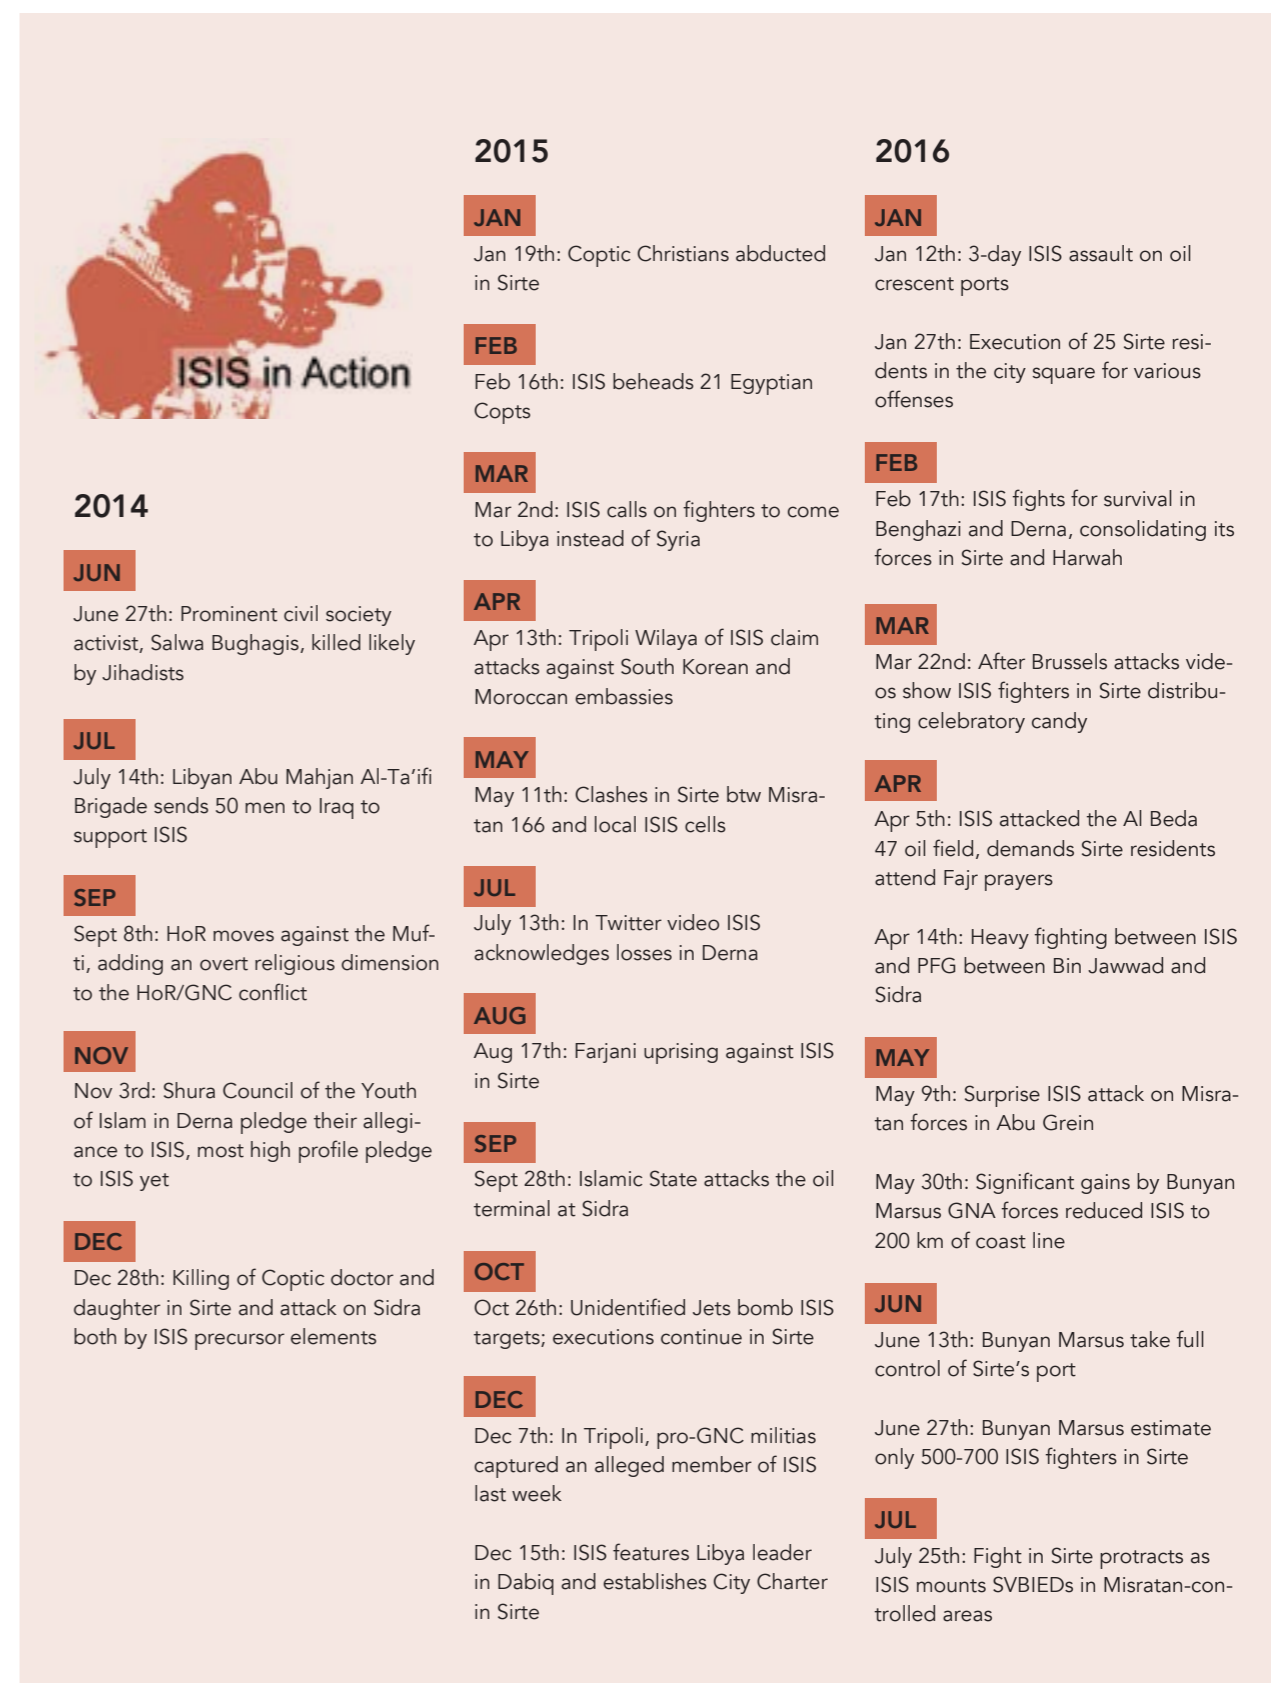 ISIS in Action
2014
JUN
June 27th: Prominent civil society
activist, Salwa Bughagis, killed likely
by Jihadists
JUL
July 14th: Libyan Abu Mahjan Al-Ta’ifi
Brigade sends 50 men to Iraq to
support ISIS
SEP
Sept 8th: HoR moves against the Muf-
ti, adding an overt religious dimension
to the HoR/GNC conflict
NOV
Nov 3rd: Shura Council of the Youth
of Islam in Derna pledge their allegi-
ance to ISIS, most high profile pledge
to ISIS yet
DEC
Dec 28th: Killing of Coptic doctor and
daughter in Sirte and attack on Sidra
both by ISIS precursor elements
2015
JAN
Jan 19th: Coptic Christians abducted
in Sirte
FEB
Feb 16th: ISIS beheads 21 Egyptian
Copts
MAR
Mar 2nd: ISIS calls on fighters to come
to Libya instead of Syria
APR
Apr 13th: Tripoli Wilaya of ISIS claim
attacks against South Korean and
Moroccan embassies
MAY
May 11th: Clashes in Sirte btw Misra-
tan 166 and local ISIS cells
JUL
July 13th: In Twitter video ISIS
acknowledges losses in Derna
AUG
Aug 17th: Farjani uprising against ISIS
in Sirte
SEP
Sept 28th: Islamic State attacks the oil
terminal at Sidra
OCT
Oct 26th: Unidentified Jets bomb ISIS
targets; executions continue in Sirte
DEC
Dec 7th: In Tripoli, pro-GNC militias
captured an alleged member of ISIS
last week
Dec 15th: ISIS features Libya leader
in Dabiq and establishes City Charter
in Sirte
2016
JAN
Jan 12th: 3-day ISIS assault on oil
crescent ports
Jan 27th: Execution of 25 Sirte resi-
dents in the city square for various
offenses
FEB
Feb 17th: ISIS fights for survival in
Benghazi and Derna, consolidating its
forces in Sirte and Harwah
MAR
Mar 22nd: After Brussels attacks vide-
os show ISIS fighters in Sirte distribu-
ting celebratory candy
APR
Apr 5th: ISIS attacked the Al Beda
47 oil field, demands Sirte residents
attend Fajr prayers
Apr 14th: Heavy fighting between ISIS
and PFG between Bin Jawwad and
Sidra
MAY
May 9th: Surprise ISIS attack on Misra-
tan forces in Abu Grein
May 30th: Significant gains by Bunyan
Marsus GNA forces reduced ISIS to
200 km of coast line
JUN
June 13th: Bunyan Marsus take full
control of Sirte’s port
June 27th: Bunyan Marsus estimate
only 500-700 ISIS fighters in Sirte
JUL
July 25th: Fight in Sirte protracts as
ISIS mounts SVBIEDs in Misratan-con-
trolled areas